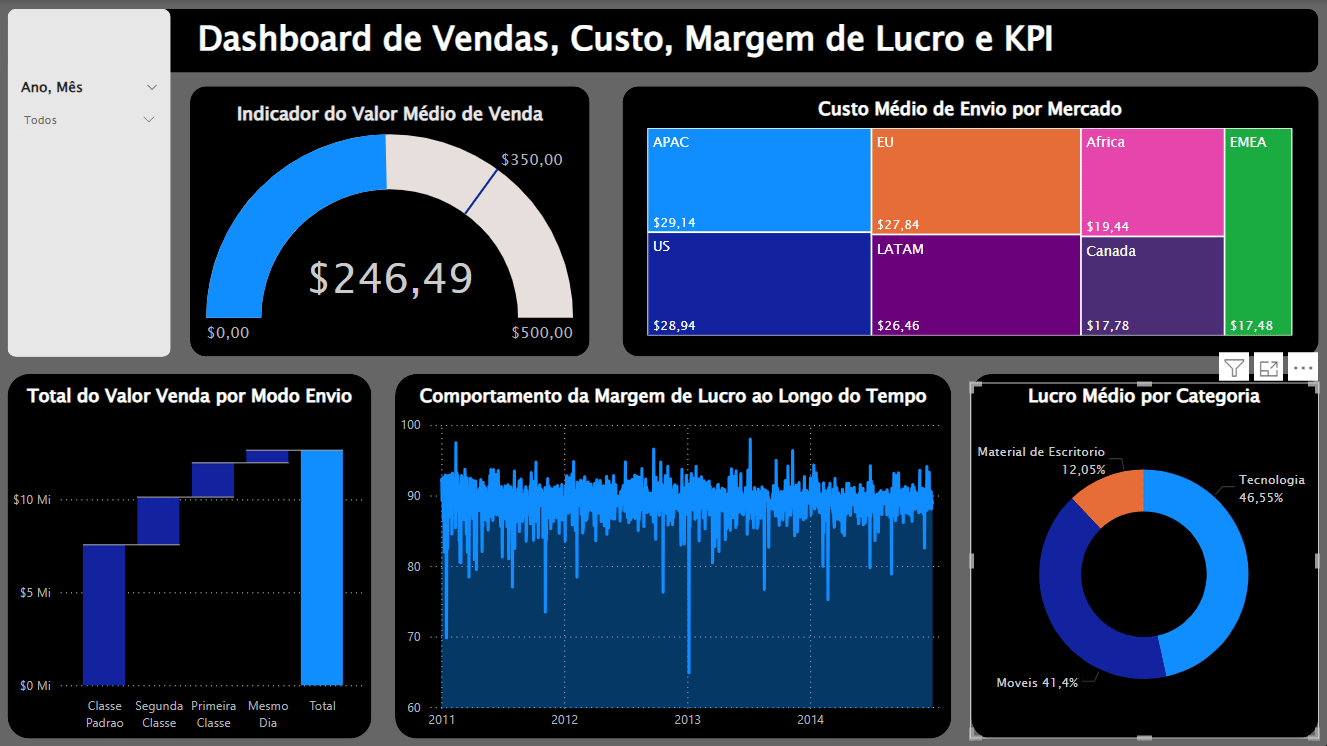 Dashboard de Vendas, Custo, Margem de Lucro e KPI
Ano, Mês
Todos
Indicador do Valor Médio de Venda
$350,00
$246,49
$0,00
$500,00
Custo Médio de Envio por Mercado
APAC
$29,14
US
$28,94
EU
$27,84
LATAM
$26,46
Africa
$19,44
Canada
$17,78
EMEA
$17,48
Total do Valor Venda por Modo Envio
$10 Mi
$5 Mi
$0 Mi
Classe
Padrao
Segunda
Classe
Primeira
Classe
Mesmo
Dia
Total
Comportamento da Margem de Lucro ao Longo do Tempo
100
90
80
70
60
2011
2012
2013
2014
Lucro Médio por Categoria
Material de Escritorio
12,05%
Tecnologia
46,55%
Moveis 41,4%